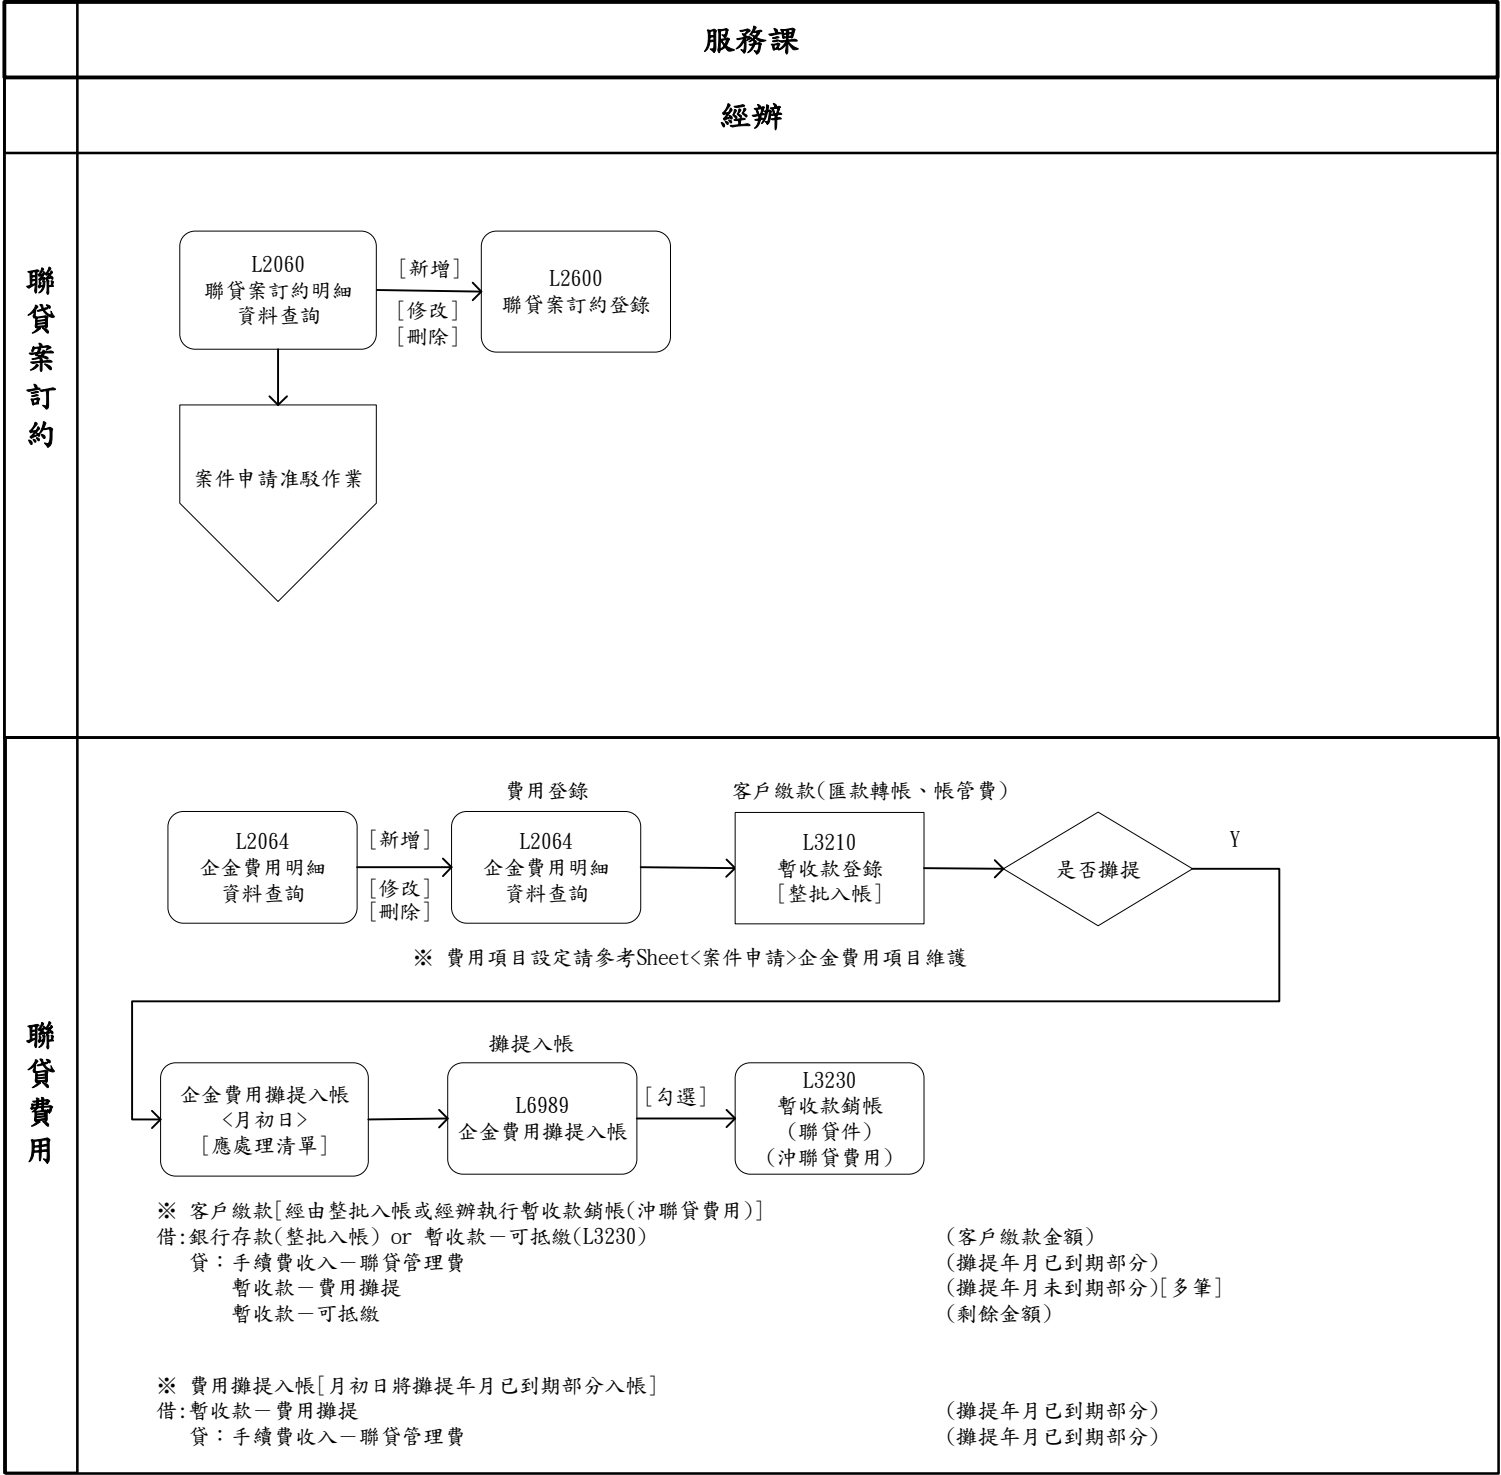 服務課
經辦
聯貸案訂約
L2060
聯貸案訂約明細
資料查詢
[新增]
[修改]
[刪除]
L2600
聯貸案訂約登錄
案件申請准駁作業
聯貸費用
費用登錄
客戶繳款(匯款轉帳、帳管費)
L2064
企金費用明細
資料查詢
[新增]
[修改]
[刪除]
L2064
企金費用明細
資料查詢
L3210
暫收款登錄
[整批入帳]
是否攤提
Y
※ 費用項目設定請參考Sheet<案件申請>企金費用項目維護
攤提入帳
企金費用攤提入帳
<月初日>
[應處理清單]
L6989
企金費用攤提入帳
[勾選]
L3230
暫收款銷帳
(聯貸件)
(沖聯貸費用)
※ 客戶繳款[經由整批入帳或經辦執行暫收款銷帳(沖聯貸費用)]
借:銀行存款(整批入帳) or 暫收款－可抵繳(L3230) (客戶繳款金額)
貸：手續費收入－聯貸管理費 (攤提年月已到期部分)
暫收款－費用攤提 (攤提年月未到期部分)[多筆]
暫收款－可抵繳 (剩餘金額)
※ 費用攤提入帳[月初日將攤提年月已到期部分入帳]
借:暫收款－費用攤提 (攤提年月已到期部分)
貸：手續費收入－聯貸管理費 (攤提年月已到期部分)